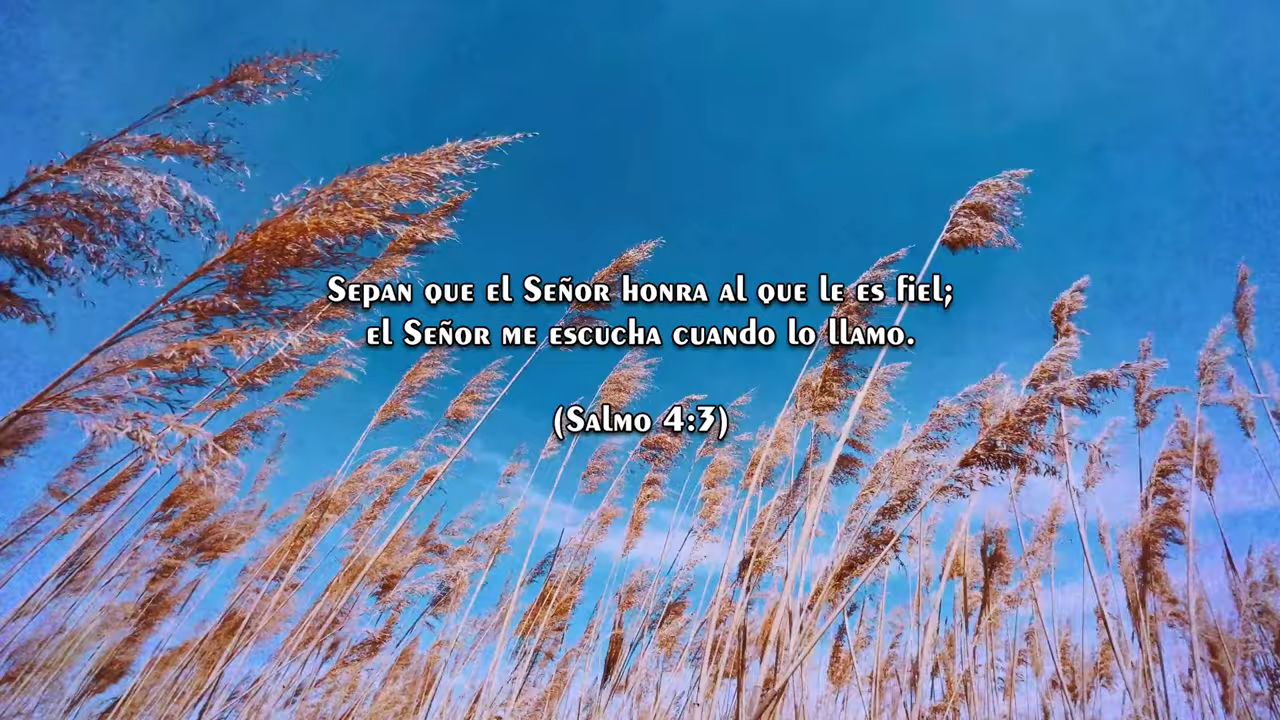 Sepan que el Señor honra al que le es fiel;
el Señor me escucha cuando lo llamo.
(Salmo 4:3)